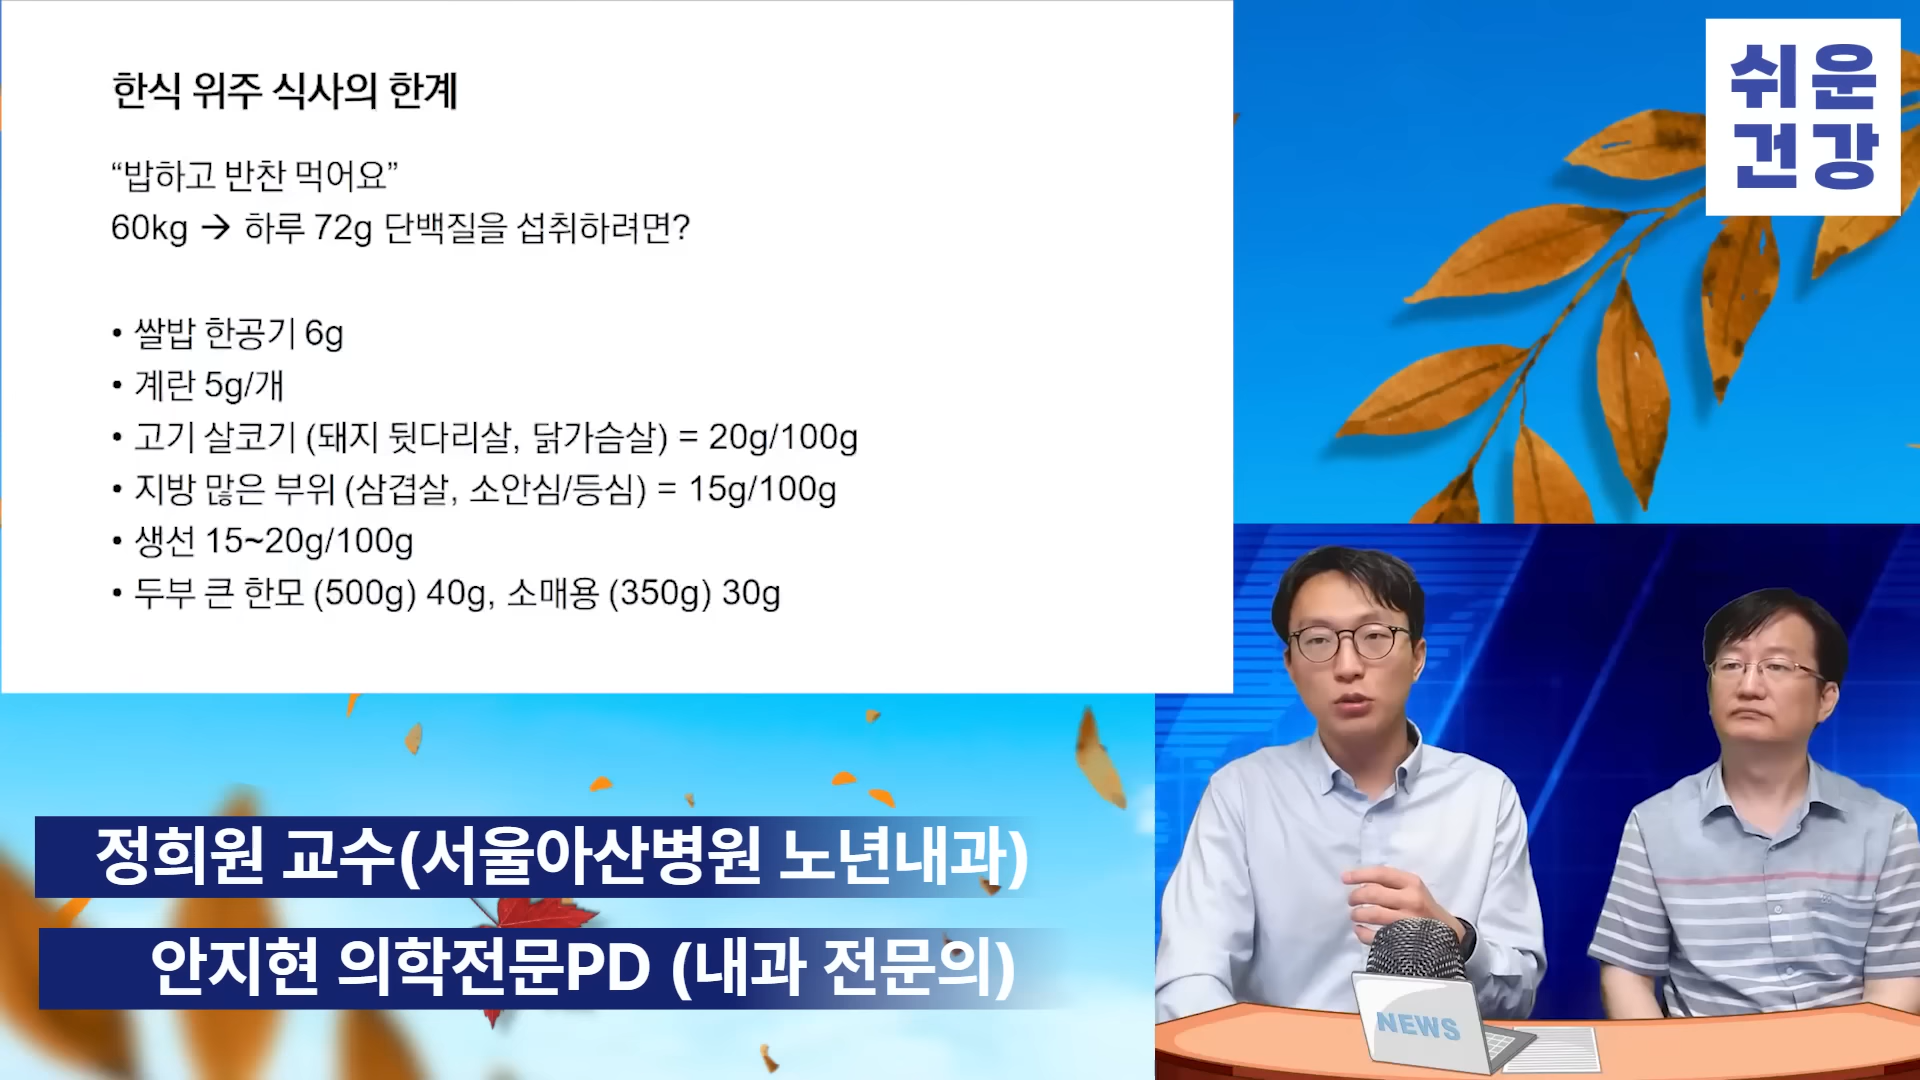 한식 위주 식사의 한계
“밥하고 반찬 먹어요”
60kg → 하루 72g 단백질을 섭취하려면?
• 쌀밥 한공기 6g
• 계란 5g/개
• 고기 살코기 (돼지 뒷다리살, 닭가슴살) = 20g/100g
• 지방 많은 부위 (삼겹살, 소안심/등심) = 15g/100g
• 생선 15~20g/100g
• 두부 큰 한모 (500g) 40g, 소매용 (350g) 30g
쉬운
건강
정희원 교수(서울아산병원 노년내과)
안지현 의학전문PD (내과 전문의)
NEWS